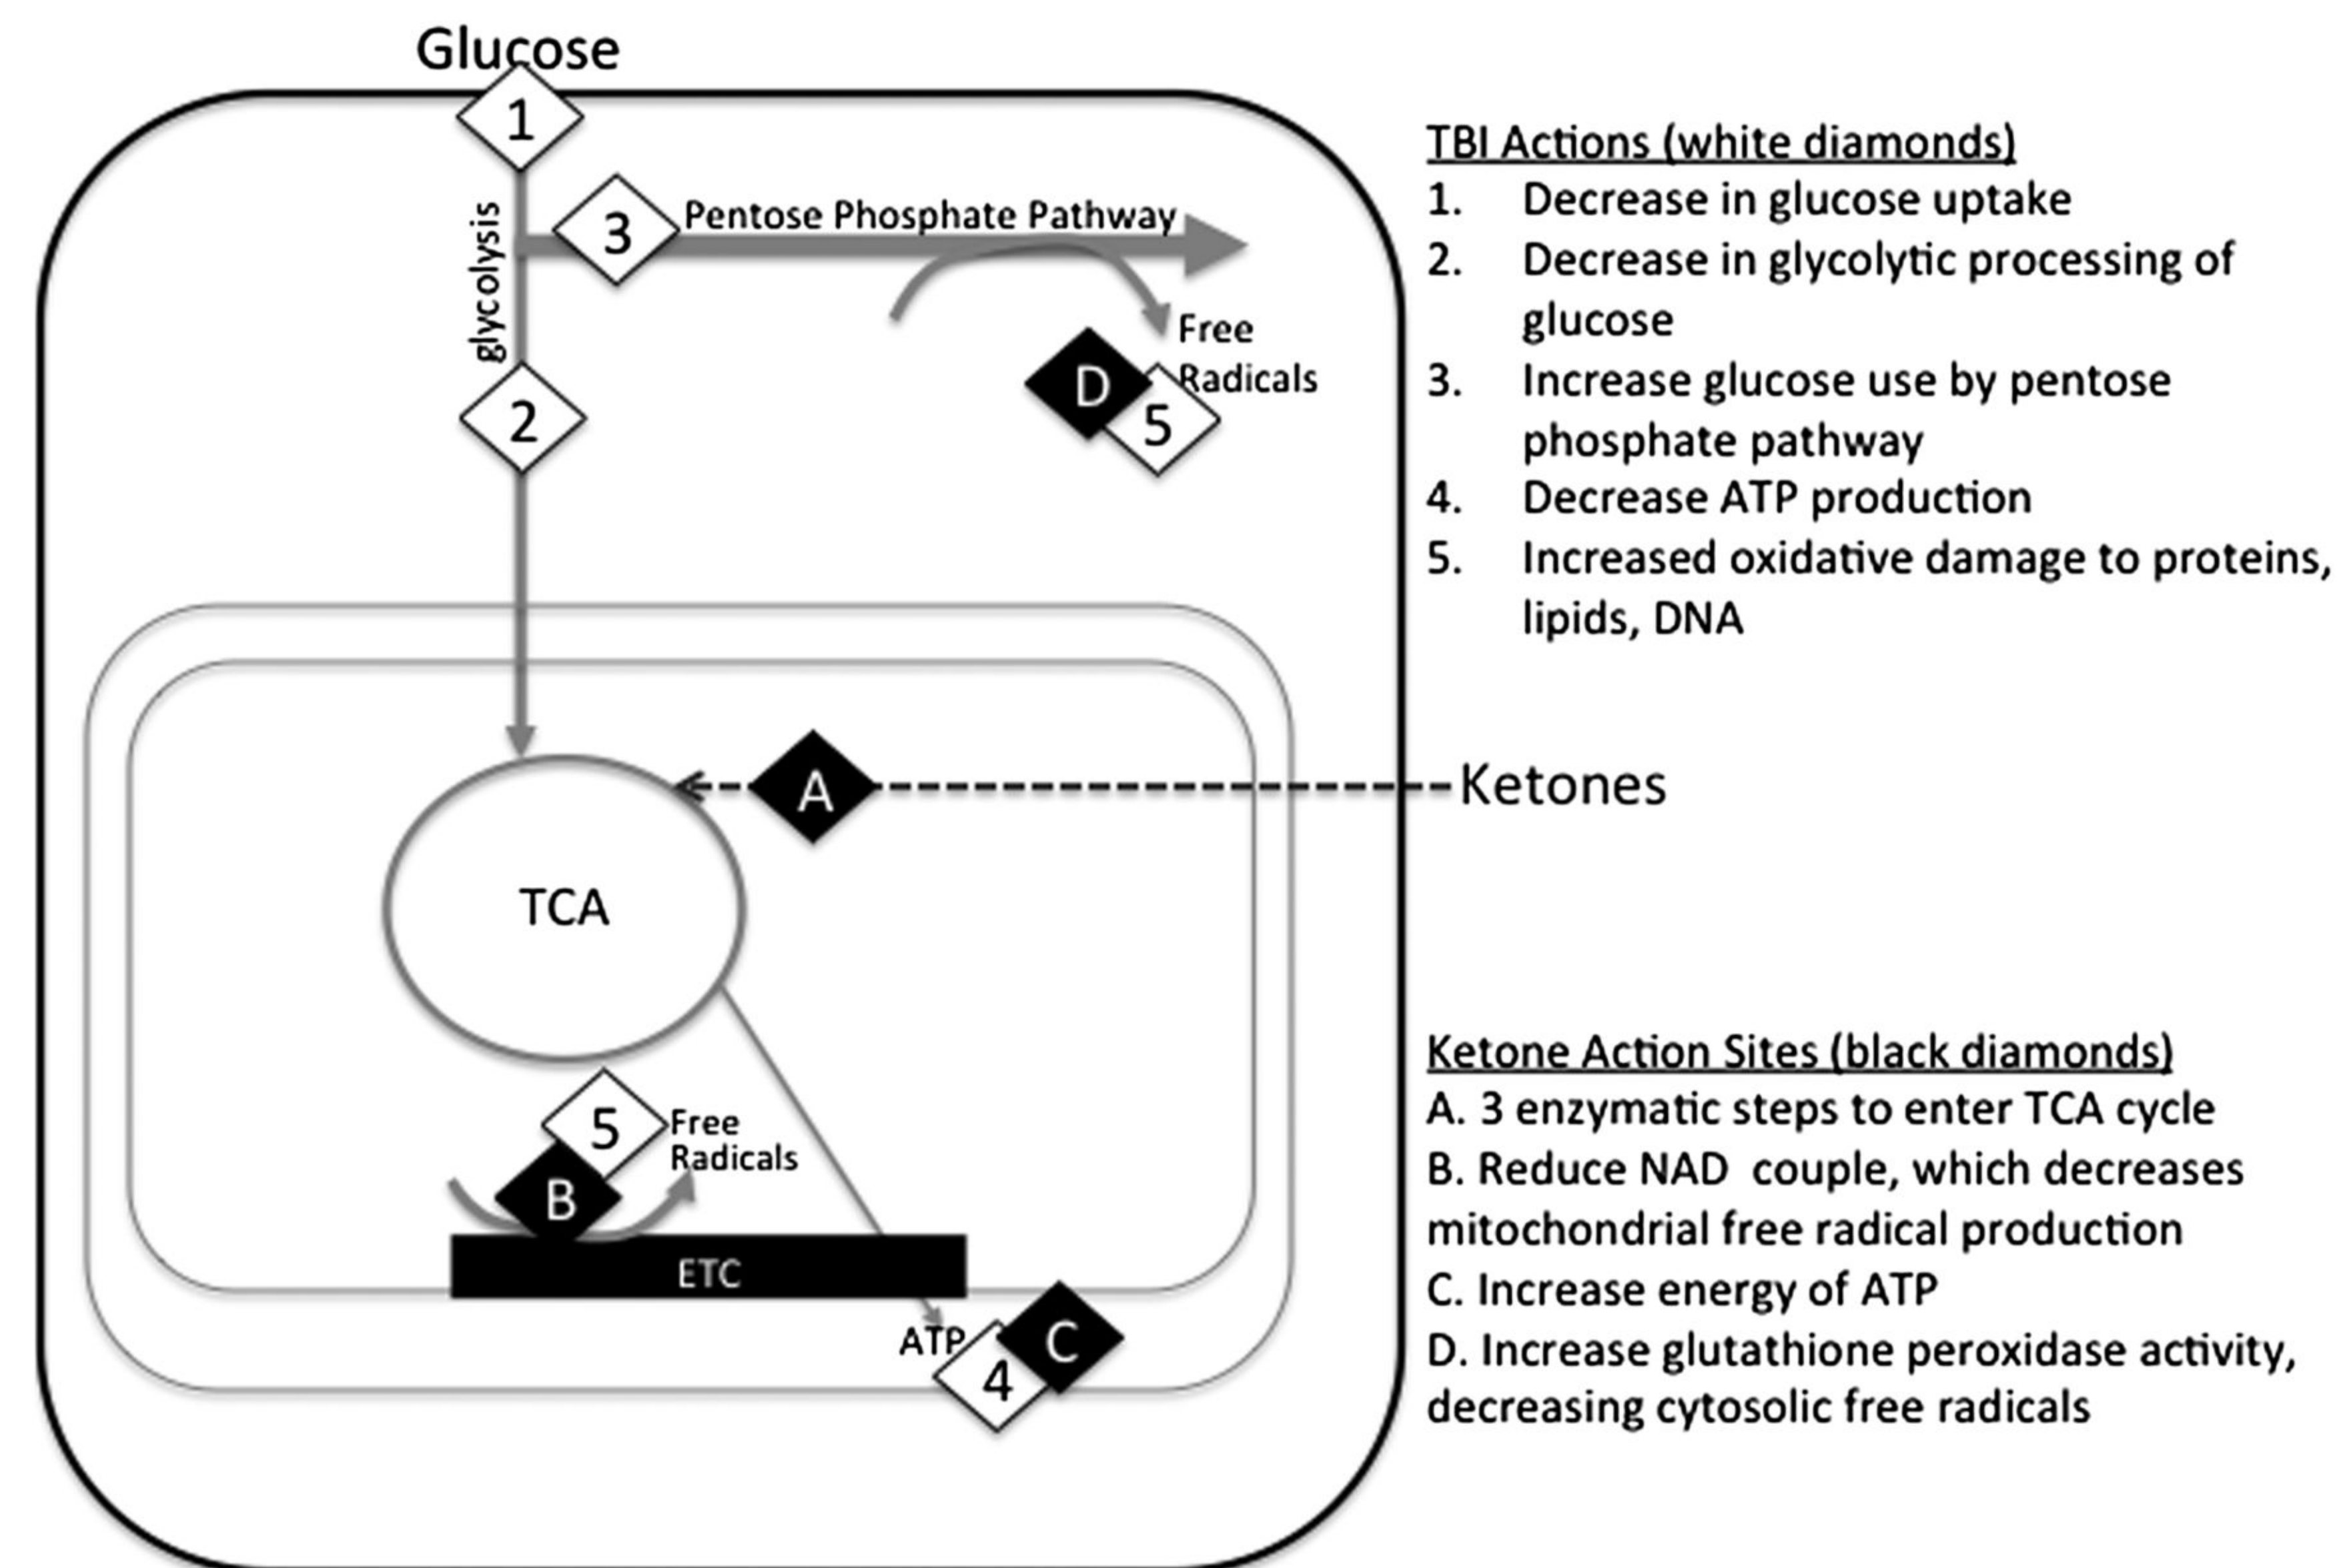 Glucose
1
3
Pentose Phosphate Pathway
glycolysis
Free
Radicals
D
5
2
A
Ketones
TCA
5
Free
Radicals
B
ETC
ATP
4
C
TBI Actions (white diamonds)
1. Decrease in glucose uptake
2. Decrease in glycolytic processing of
glucose
3. Increase glucose use by pentose
phosphate pathway
4. Decrease ATP production
5. Increased oxidative damage to proteins,
lipids, DNA
Ketone Action Sites (black diamonds)
A. 3 enzymatic steps to enter TCA cycle
B. Reduce NAD couple, which decreases
mitochondrial free radical production
C. Increase energy of ATP
D. Increase glutathione peroxidase activity,
decreasing cytosolic free radicals